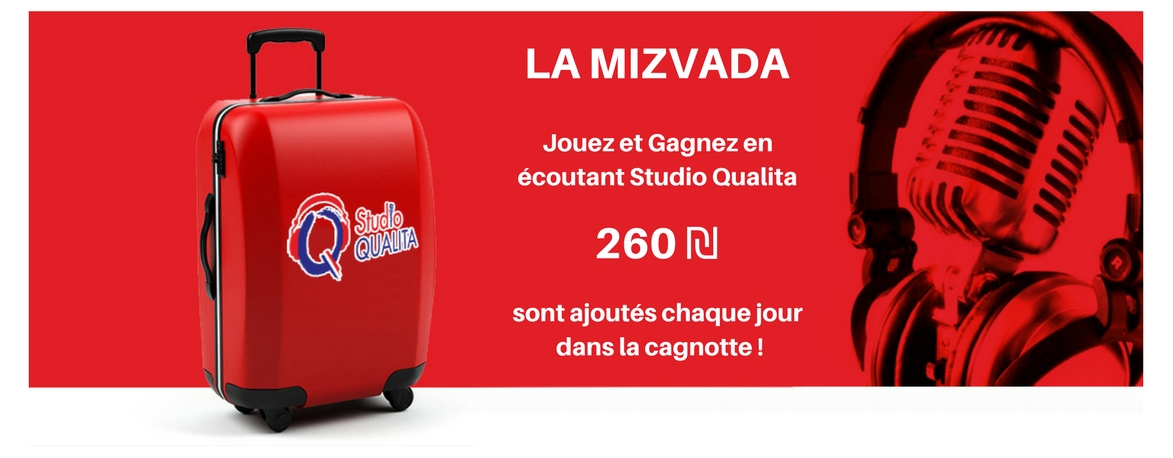 LA MIZVADA
Jouez et Gagnez en
écoutant Studio Qualita
260 ₪
sont ajoutés chaque jour
dans la cagnotte !
Q Studio
QUALITA